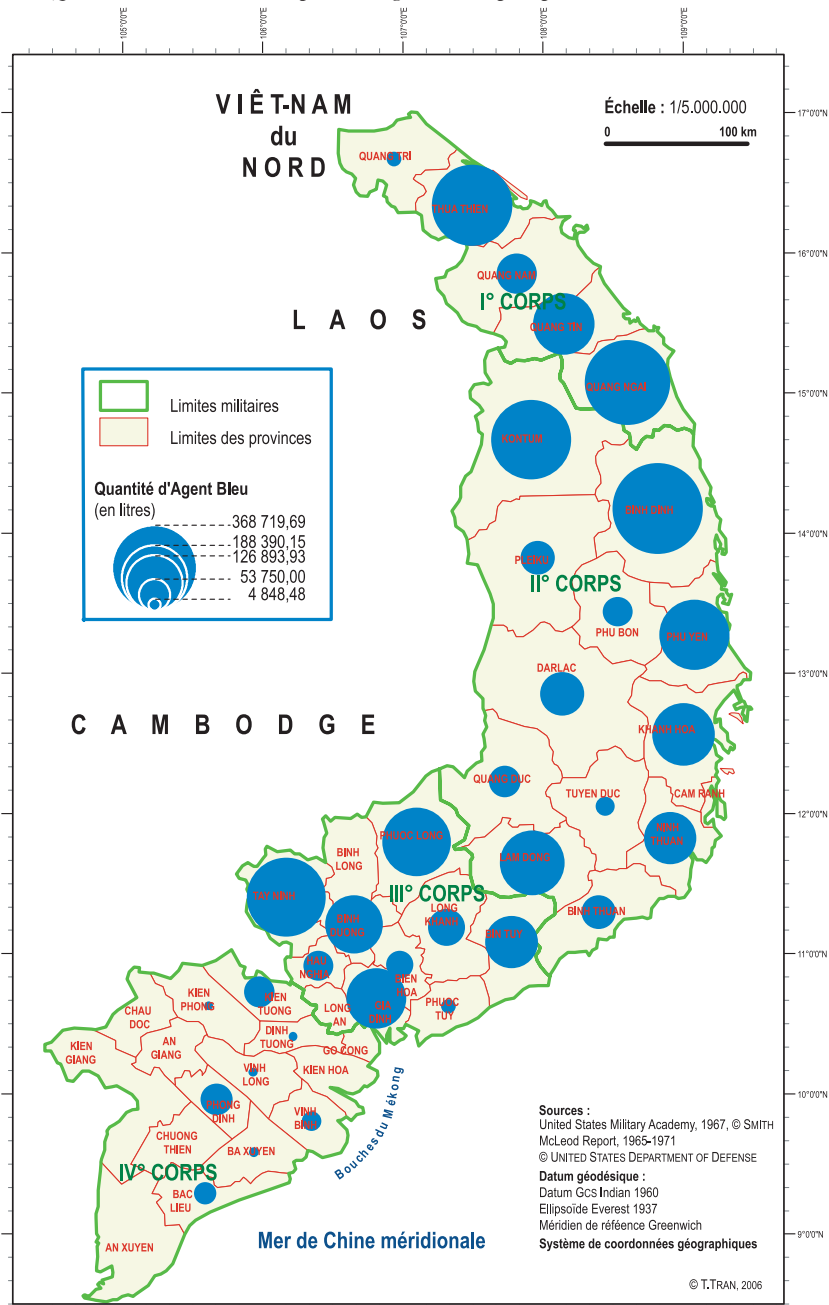 105°0'0"E
106°0'0"E
107°0'0"E
108°0'0"E
109°0'0"E
VIÊT-NAM
du
NORD
Échelle : 1/5.000.000
0 100 km
17°0'0"N
QUANG TRI
THUA THIEN
16°0'0"N
QUANG NAM
I° CORPS
LAOS
QUANG TIN
QUANG NGAI
15°0'0"N
Limites militaires
Limites des provinces
Quantité d'Agent Bleu
(en litres)
368 719,69
188 390,15
126 893,93
53 750,00
4 848,48
KONTUM
BINH DINH
14°0'0"N
PLEIKU
II° CORPS
PHU BON
PHU YEN
13°0'0"N
DARLAC
CAMBODGE
KHANH HOA
QUANG DUC
TUYEN DUC
CAM RANH
12°0'0"N
PHUOC LONG
NINH
THUAN
BINH
LONG
LAM DONG
TAY NINH
III° CORPS
LONG
KHANH
BINH THUAN
BINH
DUONG
BIN TUY
11°0'0"N
HAU
NGHIA
BIEN
HOA
KIEN
PHONG
KIEN
TUONG
LONG
AN
GIA
DINH
PHUOC
TUY
CHAU
DOC
DINH
TUONG
KIEN
GIANG
AN
GIANG
GO CONG
VINH
LONG
KIEN HOA
10°0'0"N
PHONG
DINH
VINH
BINH
Bouches du Mékong
CHUONG
THIEN
BA XUYEN
IV° CORPS
BAC
LIEU
AN XUYEN
Mer de Chine méridionale
9°0'0"N
Sources :
United States Military Academy, 1967, © SMITH
McLeod Report, 1965-1971
© UNITED STATES DEPARTMENT OF DEFENSE
Datum géodésique :
Datum GCS Indian 1960
Ellipsoïde Everest 1937
Méridien de référence Greenwich
Système de coordonnées géographiques
© T.TRAN, 2006